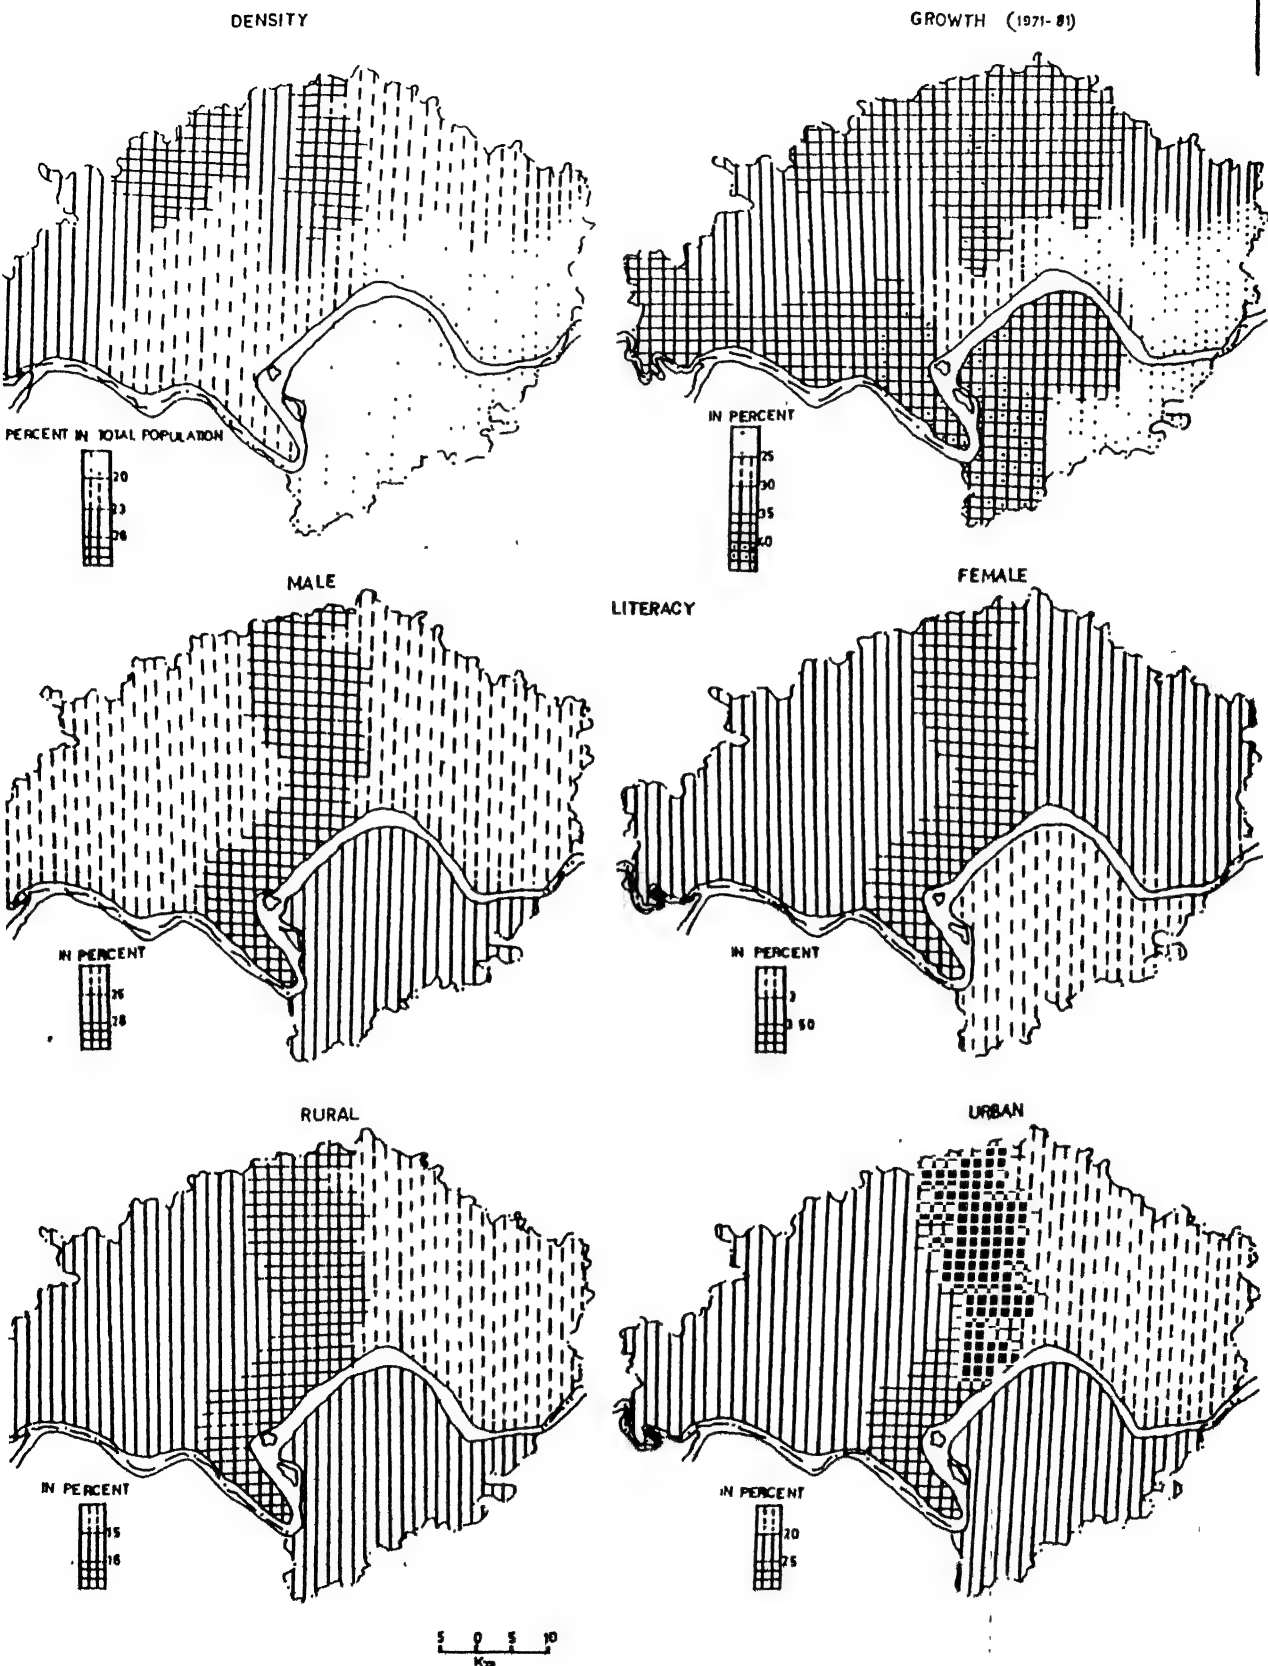 DENSITY
GROWTH (1971-81)
PERCENT IN TOTAL POPULATION
20
23
26
IN PERCENT
25
30
35
40
MALE
FEMALE
LITERACY
IN PERCENT
28
IN PERCENT
3 50
RURAL
URBAN
IN PERCENT
15
16
IN PERCENT
20
25
5 0 5 10
Km